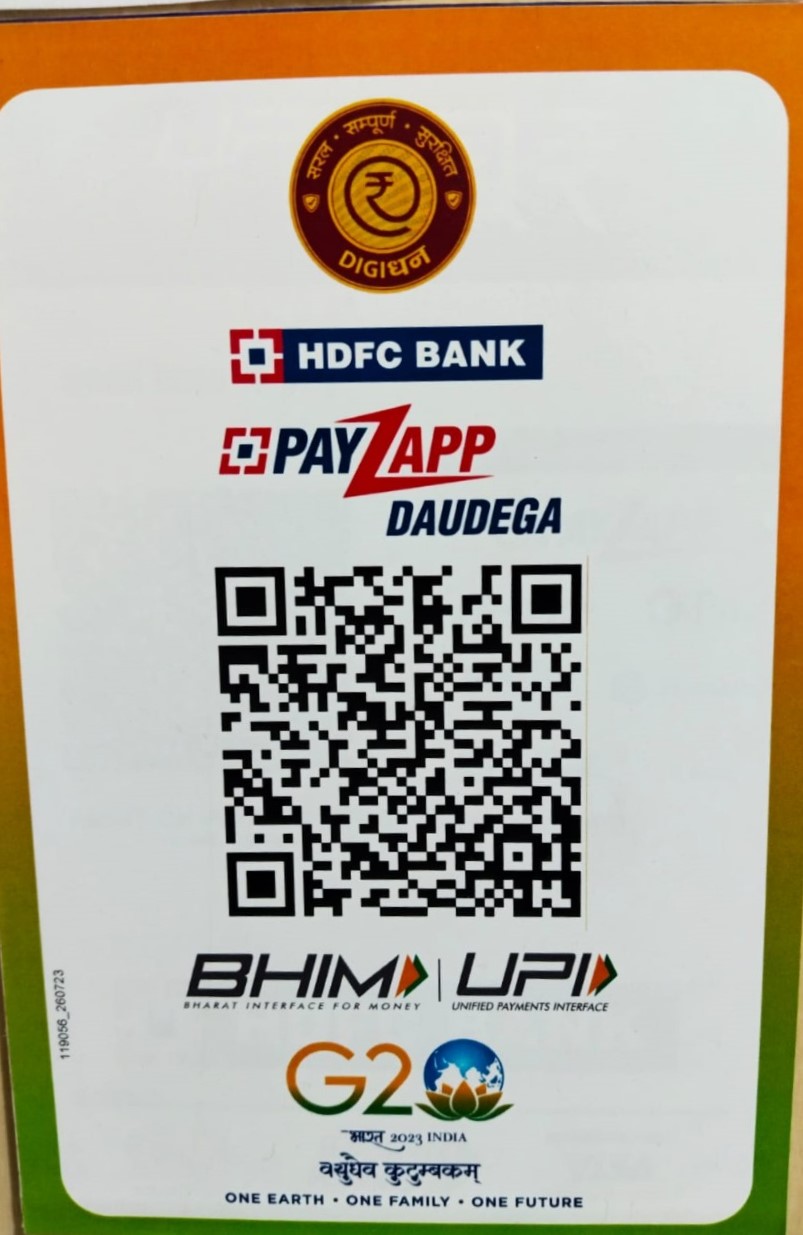 सरल • सम्पूर्ण • सुरक्षित
₹
DIGIधन
HDFC BANK
PAYZAPP
DAUDEGA
BHIM | UPI
BHARAT INTERFACE FOR MONEY UNIFIED PAYMENTS INTERFACE
119056_260723
G20
भारत 2023 INDIA
वसुधैव कुटुम्बकम्
ONE EARTH • ONE FAMILY • ONE FUTURE